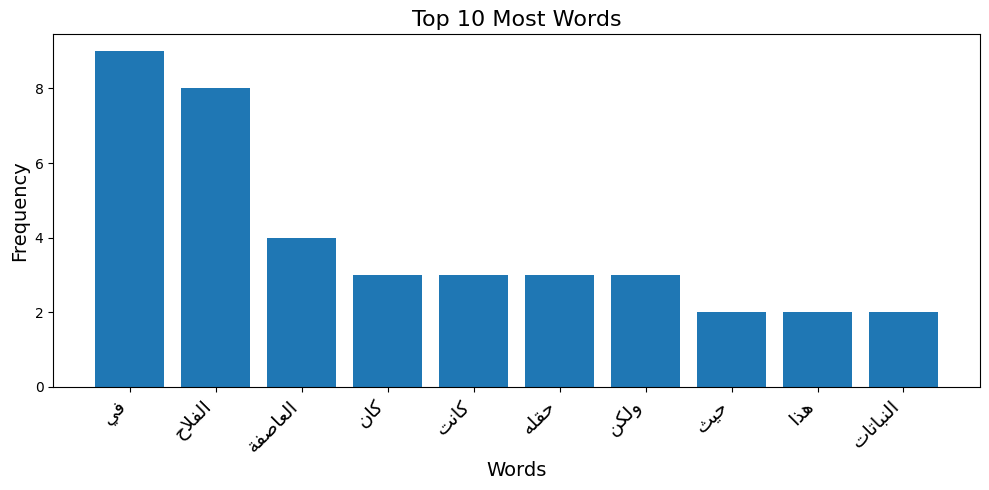 Top 10 Most Words
Frequency
8
6
4
2
0
في
الفلاح
العاصفة
كان
كانت
حقله
ولكن
حيث
هذا
النباتات
Words